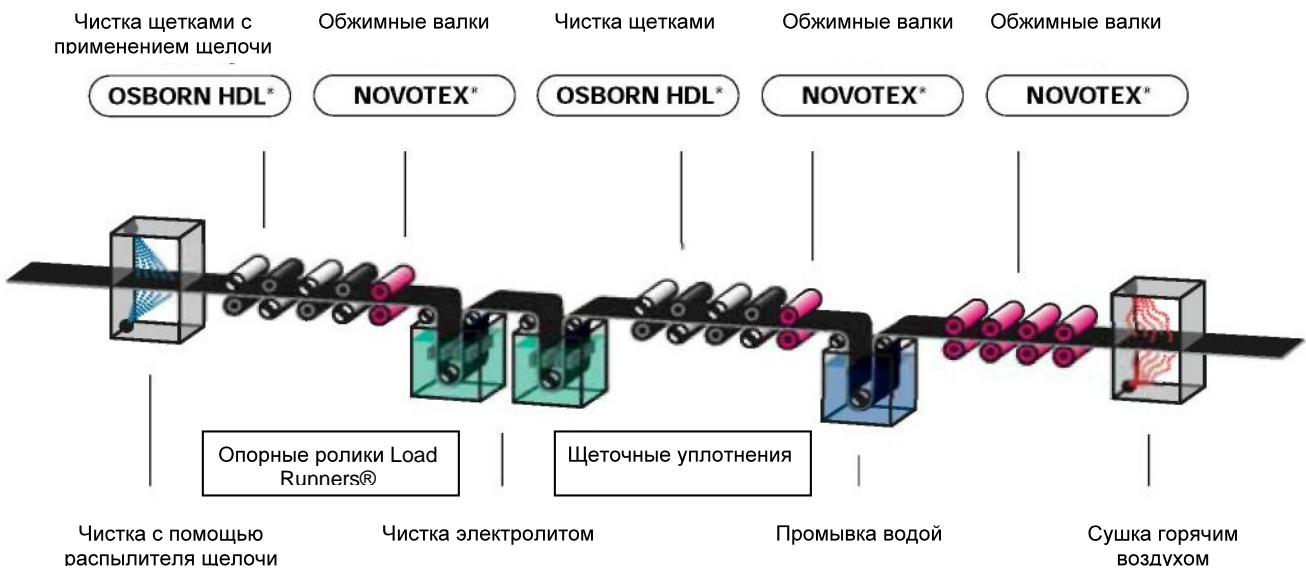 Чистка щетками с
применением щелочи
Обжимные валки
Чистка щетками
Обжимные валки
Обжимные валки
OSBORN HDL®
NOVOTEX®
OSBORN HDL®
NOVOTEX®
NOVOTEX®
Опорные ролики Load
Runners®
Щеточные уплотнения
Чистка с помощью
распылителя щелочи
Чистка электролитом
Промывка водой
Сушка горячим
воздухом